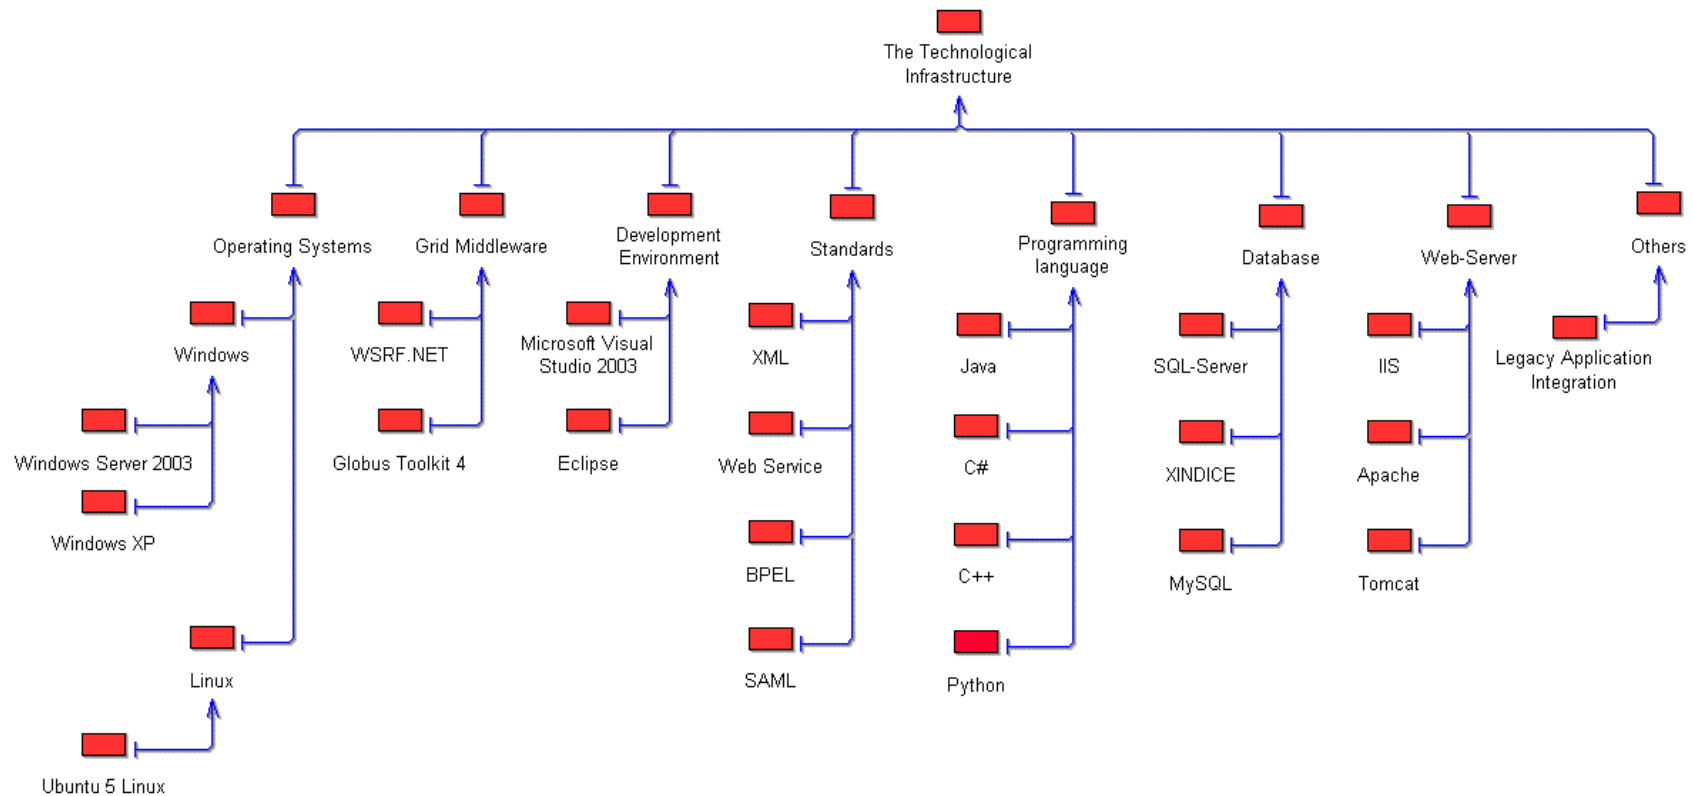 The Technological
Infrastructure
Operating Systems
Grid Middleware
Development
Environment
Standards
Programming
language
Database
Web-Server
Others
Windows
WSRF.NET
Microsoft Visual
Studio 2003
XML
Java
SQL-Server
IIS
Legacy Application
Integration
Windows Server 2003
Globus Toolkit 4
Eclipse
Web Service
C#
XINDICE
Apache
Windows XP
BPEL
C++
MySQL
Tomcat
Linux
SAML
Python
Ubuntu 5 Linux